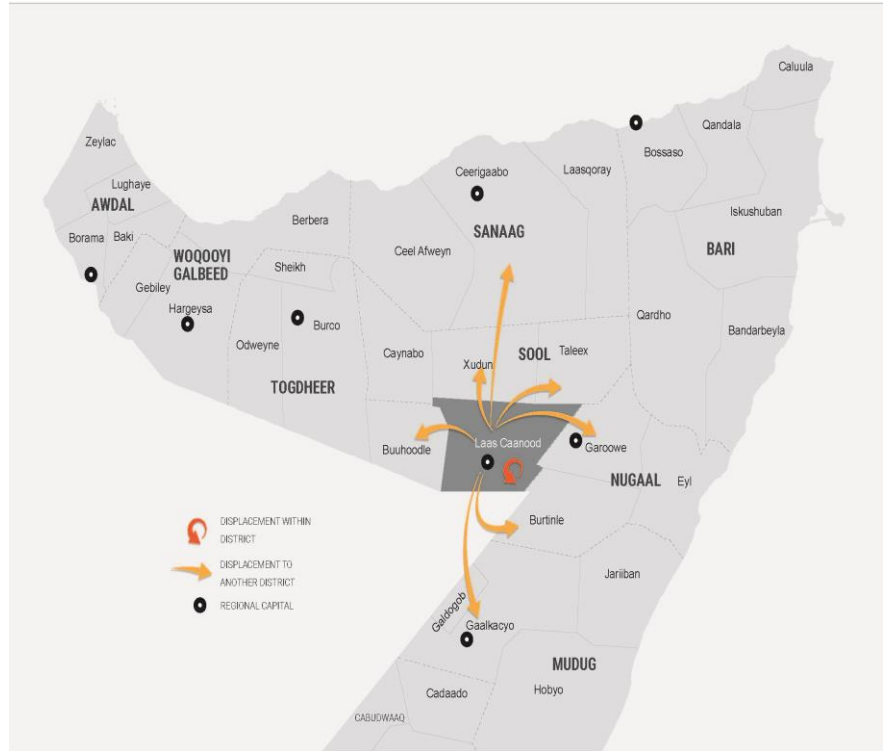 Caluula
Zeylac
Qandala
Bossaso
Ceerigaabo
Laasqoray
Lughaye
AWDAL
Iskushuban
Berbera
SANAAG
Borama
Baki
WOQOOYI
GALBEED
Ceel Afweyn
BARI
Sheikh
Gebiley
Hargeysa
Qardho
Burco
Bandarbeyla
Odweyne
Caynabo
SOOL
Taleex
Xudun
TOGDHEER
Laas Caanood
Buuhoodle
Garoowe
NUGAAL
Eyl
Burtinle
DISPLACEMENT WITHIN
DISTRICT
DISPLACEMENT TO
ANOTHER DISTRICT
REGIONAL CAPITAL
Jariiban
Galdogob
Gaalkacyo
MUDUG
Cadaado
Hobyo
CABUDWAAQ